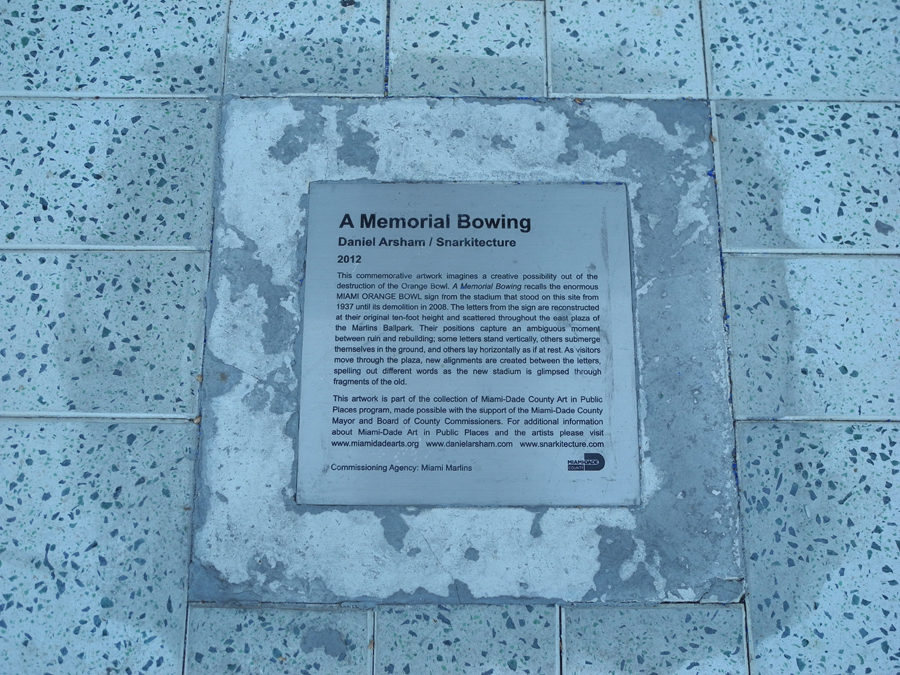 A Memorial Bowing
Daniel Arsham / Snarkitecture
2012
This commemorative artwork imagines a creative possibility out of the
destruction of the Orange Bowl. A Memorial Bowing recalls the enormous
MIAMI ORANGE BOWL sign from the stadium that stood on this site from
1937 until its demolition in 2008. The letters from the sign are reconstructed
at their original ten-foot height and scattered throughout the east plaza of
the Marlins Ballpark. Their positions capture an ambiguous moment
between ruin and rebuilding; some letters stand vertically, others submerge
themselves in the ground, and others lay horizontally as if at rest. As visitors
move through the plaza, new alignments are created between the letters,
spelling out different words as the new stadium is glimpsed through
fragments of the old.
This artwork is part of the collection of Miami-Dade County Art in Public
Places program, made possible with the support of the Miami-Dade County
Mayor and Board of County Commissioners. For additional information
about Miami-Dade Art in Public Places and the artists please visit
www.miamidadearts.org www.danielarsham.com www.snarkitecture.com
Commissioning Agency: Miami Marlins
MIAMI-DADE
COUNTY